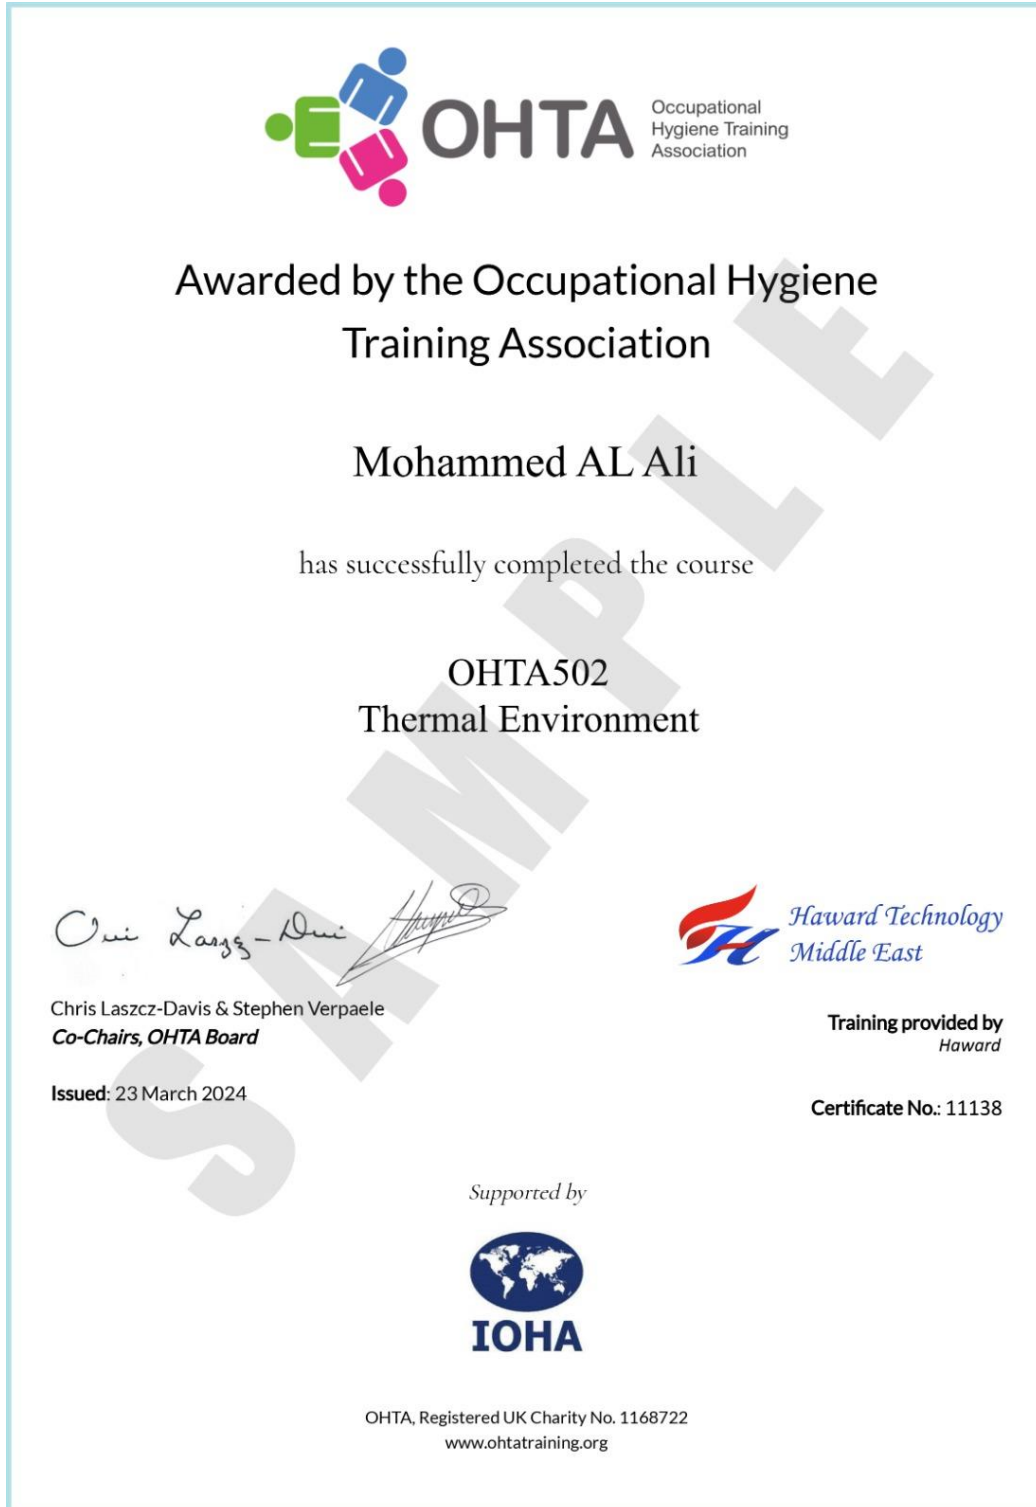 OHTA
Occupational
Hygiene Training
Association
Awarded by the Occupational Hygiene
Training Association
Mohammed AL Ali
has successfully completed the course
OHTA502
Thermal Environment
SAMPLE
Haward Technology
Middle East
Chris Laszcz-Davis & Stephen Verpaele
Co-Chairs, OHTA Board
Issued: 23 March 2024
Training provided by
Haward
Certificate No.: 11138
Supported by
IOHA
OHTA, Registered UK Charity No. 1168722
www.ohtatraining.org